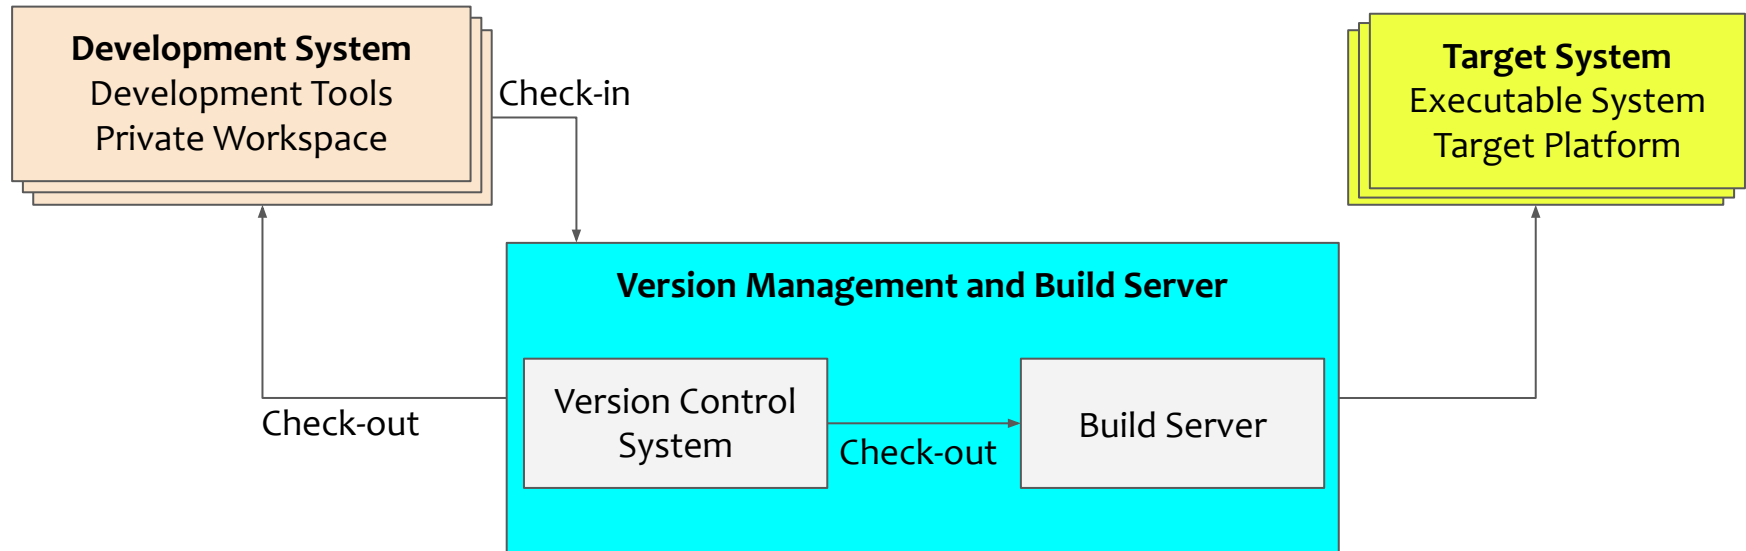 Development System
Development Tools
Private Workspace
Check-in
Target System
Executable System
Target Platform
Version Management and Build Server
Version Control
System
Check-out
Build Server
Check-out